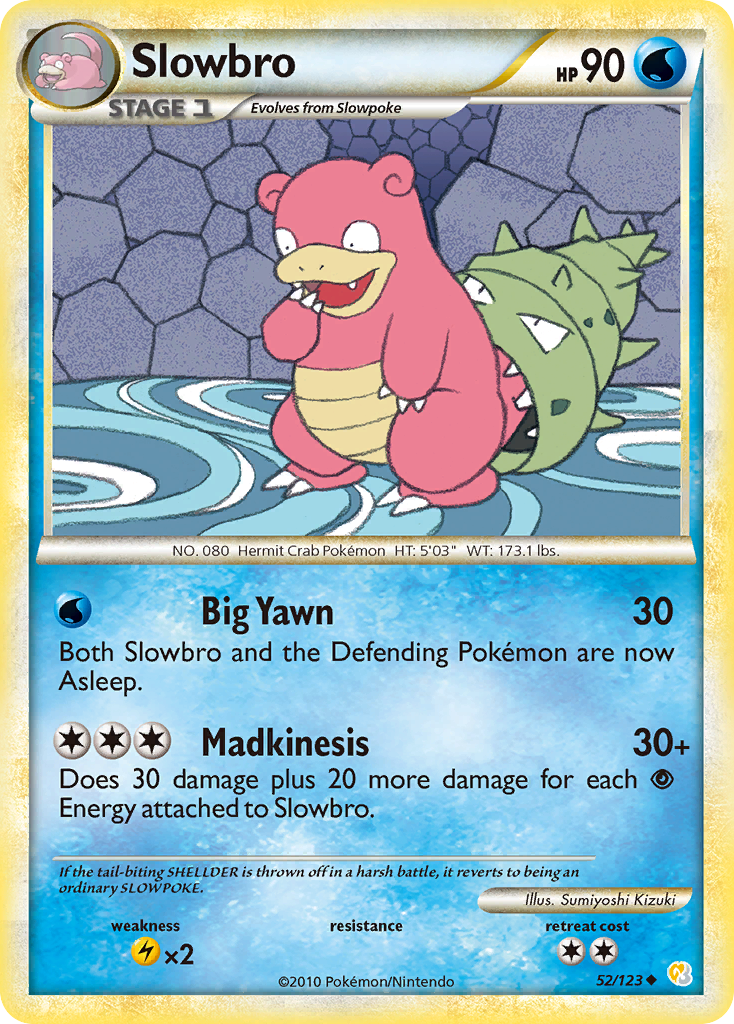 Slowbro
HP 90
STAGE 1
Evolves from Slowpoke
NO. 080 Hermit Crab Pokémon HT: 5'03" WT: 173.1 lbs.
Big Yawn 30
Both Slowbro and the Defending Pokémon are now
Asleep.
Madkinesis 30+
Does 30 damage plus 20 more damage for each
Energy attached to Slowbro.
If the tail-biting SHELLDER is thrown off in a harsh battle, it reverts to being an
ordinary SLOWPOKE.
Illus. Sumiyoshi Kizuki
weakness resistance retreat cost
×2
©2010 Pokémon/Nintendo
52/123